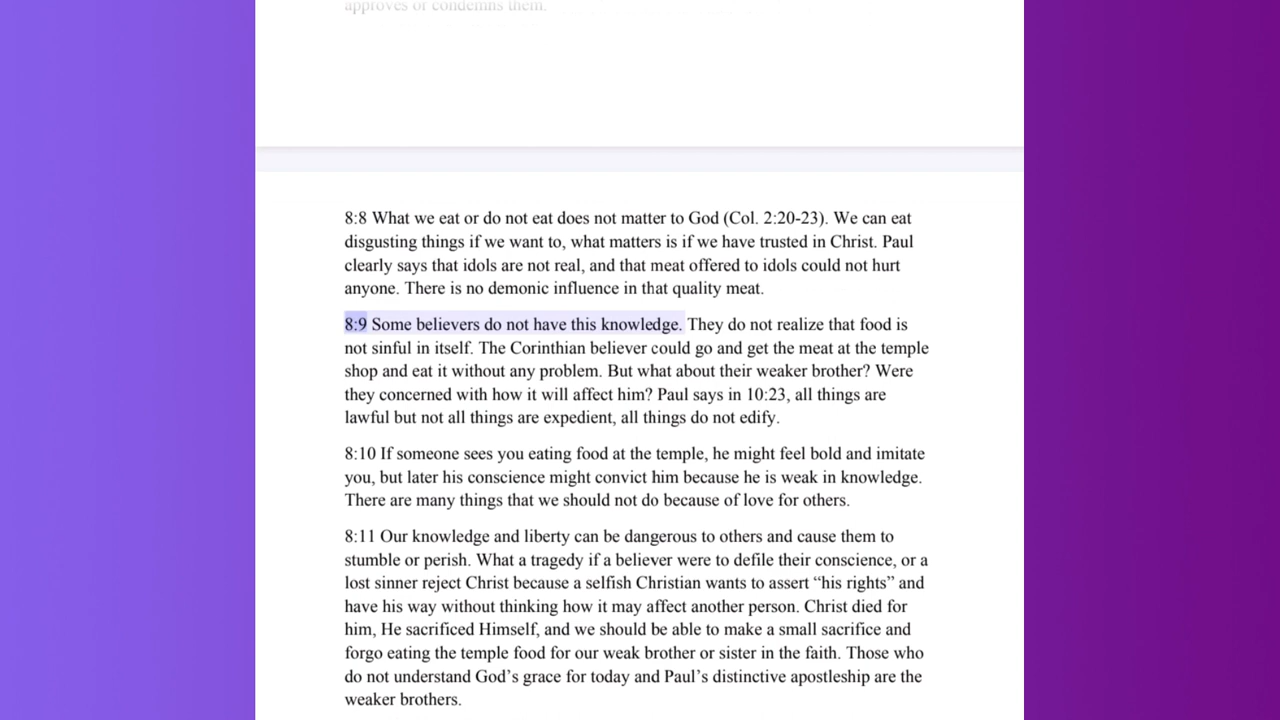 approves or condemns them.
8:8 What we eat or do not eat does not matter to God (Col. 2:20-23). We can eat
disgusting things if we want to, what matters is if we have trusted in Christ. Paul
clearly says that idols are not real, and that meat offered to idols could not hurt
anyone. There is no demonic influence in that quality meat.
8:9 Some believers do not have this knowledge. They do not realize that food is
not sinful in itself. The Corinthian believer could go and get the meat at the temple
shop and eat it without any problem. But what about their weaker brother? Were
they concerned with how it will affect him? Paul says in 10:23, all things are
lawful but not all things are expedient, all things do not edify.
8:10 If someone sees you eating food at the temple, he might feel bold and imitate
you, but later his conscience might convict him because he is weak in knowledge.
There are many things that we should not do because of love for others.
8:11 Our knowledge and liberty can be dangerous to others and cause them to
stumble or perish. What a tragedy if a believer were to defile their conscience, or a
lost sinner reject Christ because a selfish Christian wants to assert “his rights” and
have his way without thinking how it may affect another person. Christ died for
him, He sacrificed Himself, and we should be able to make a small sacrifice and
forgo eating the temple food for our weak brother or sister in the faith. Those who
do not understand God’s grace for today and Paul’s distinctive apostleship are the
weaker brothers.